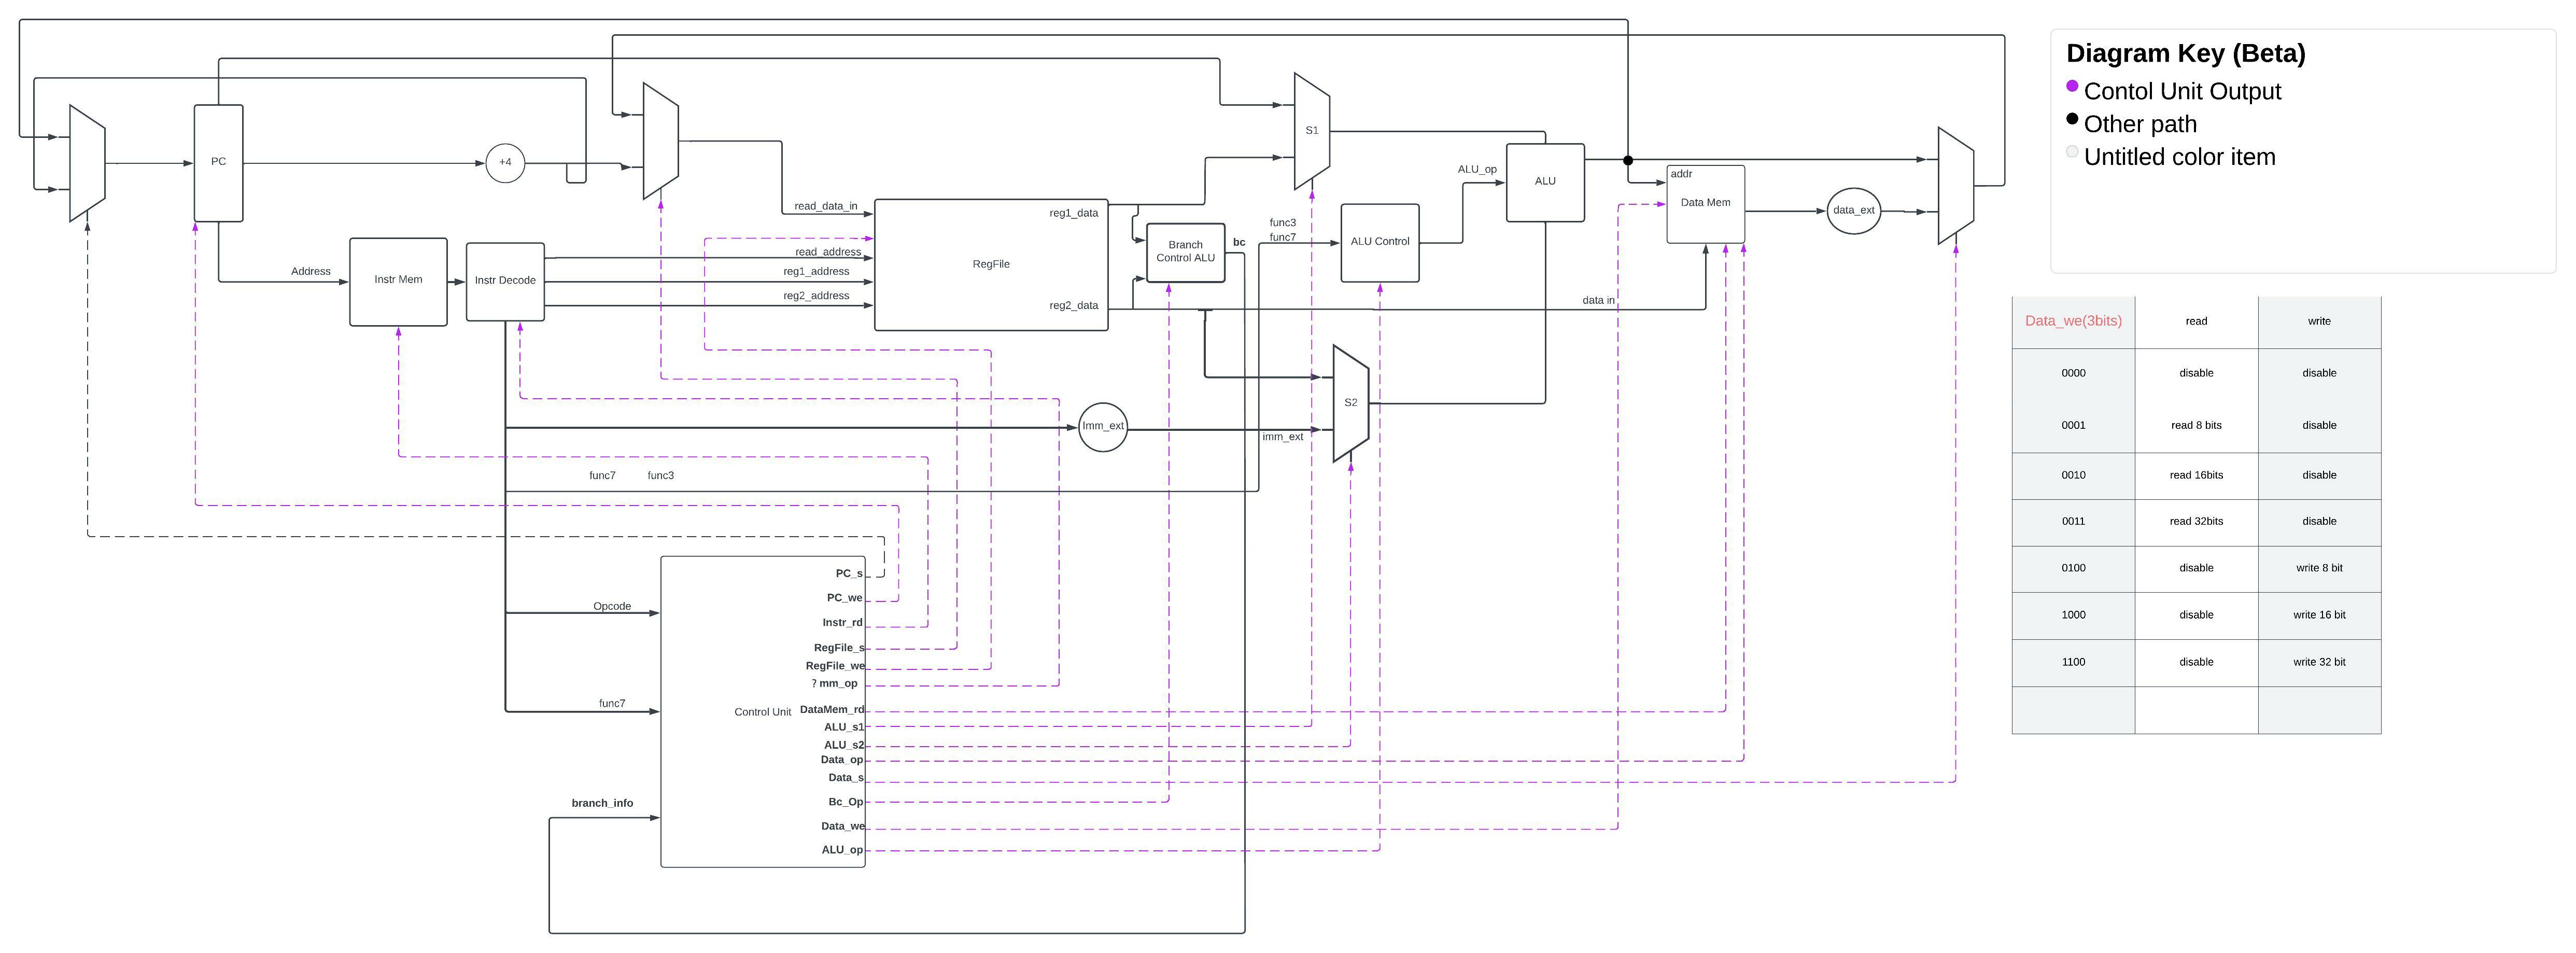 Diagram Key (Beta)
Contol Unit Output
Other path
Untitled color item
PC
+4
Address
Instr Mem
Instr Decode
read_data_in
read_address
reg1_address
reg2_address
RegFile
reg1_data
reg2_data
Branch
Control ALU
bc
S1
func3
func7
ALU Control
ALU_op
ALU
addr
Data Mem
data in
data_ext
S2
Imm_ext
imm_ext
func7 func3
Opcode
func7
branch_info
Control Unit
PC_s
PC_we
Instr_rd
RegFile_s
RegFile_we
? mm_op
DataMem_rd
ALU_s1
ALU_s2
Data_op
Data_s
Bc_Op
Data_we
ALU_op
Data_we(3bits) read write
0000 disable disable
0001 read 8 bits disable
0010 read 16bits disable
0011 read 32bits disable
0100 disable write 8 bit
1000 disable write 16 bit
1100 disable write 32 bit